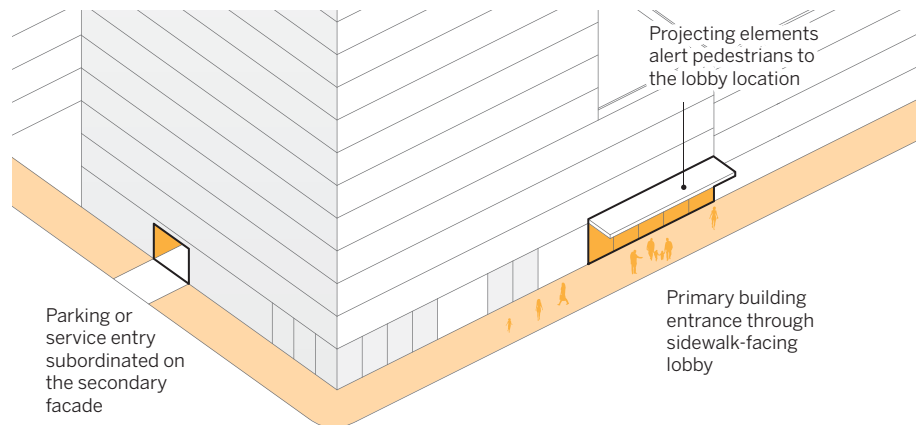 Projecting elements
alert pedestrians to
the lobby location
Parking or
service entry
subordinated on
the secondary
facade
Primary building
entrance through
sidewalk-facing
lobby